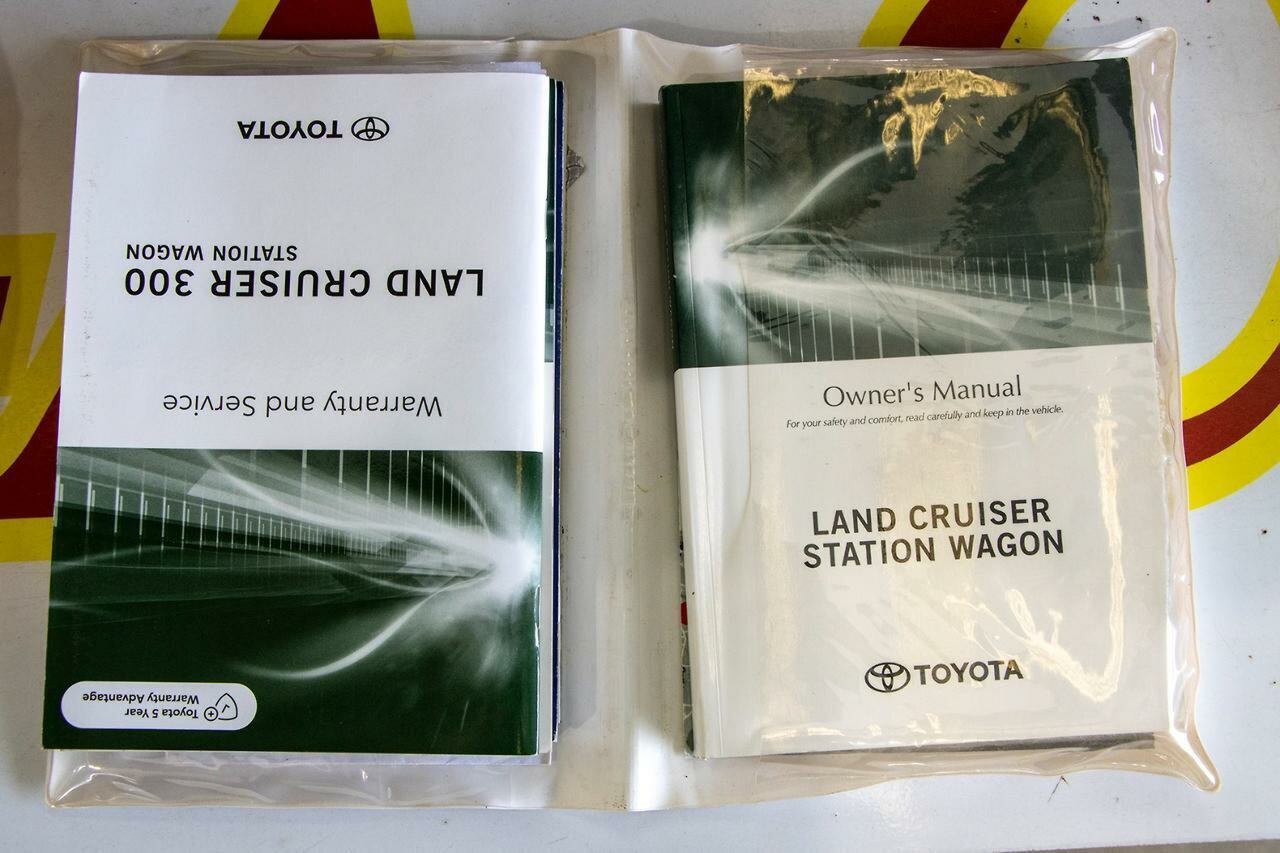 TOYOTA
LAND CRUISER 300
STATION WAGON
Warranty and Service
Toyota 5 Year
Warranty Advantage
Owner's Manual
For your safety and comfort, read carefully and keep in the vehicle.
LAND CRUISER
STATION WAGON
TOYOTA